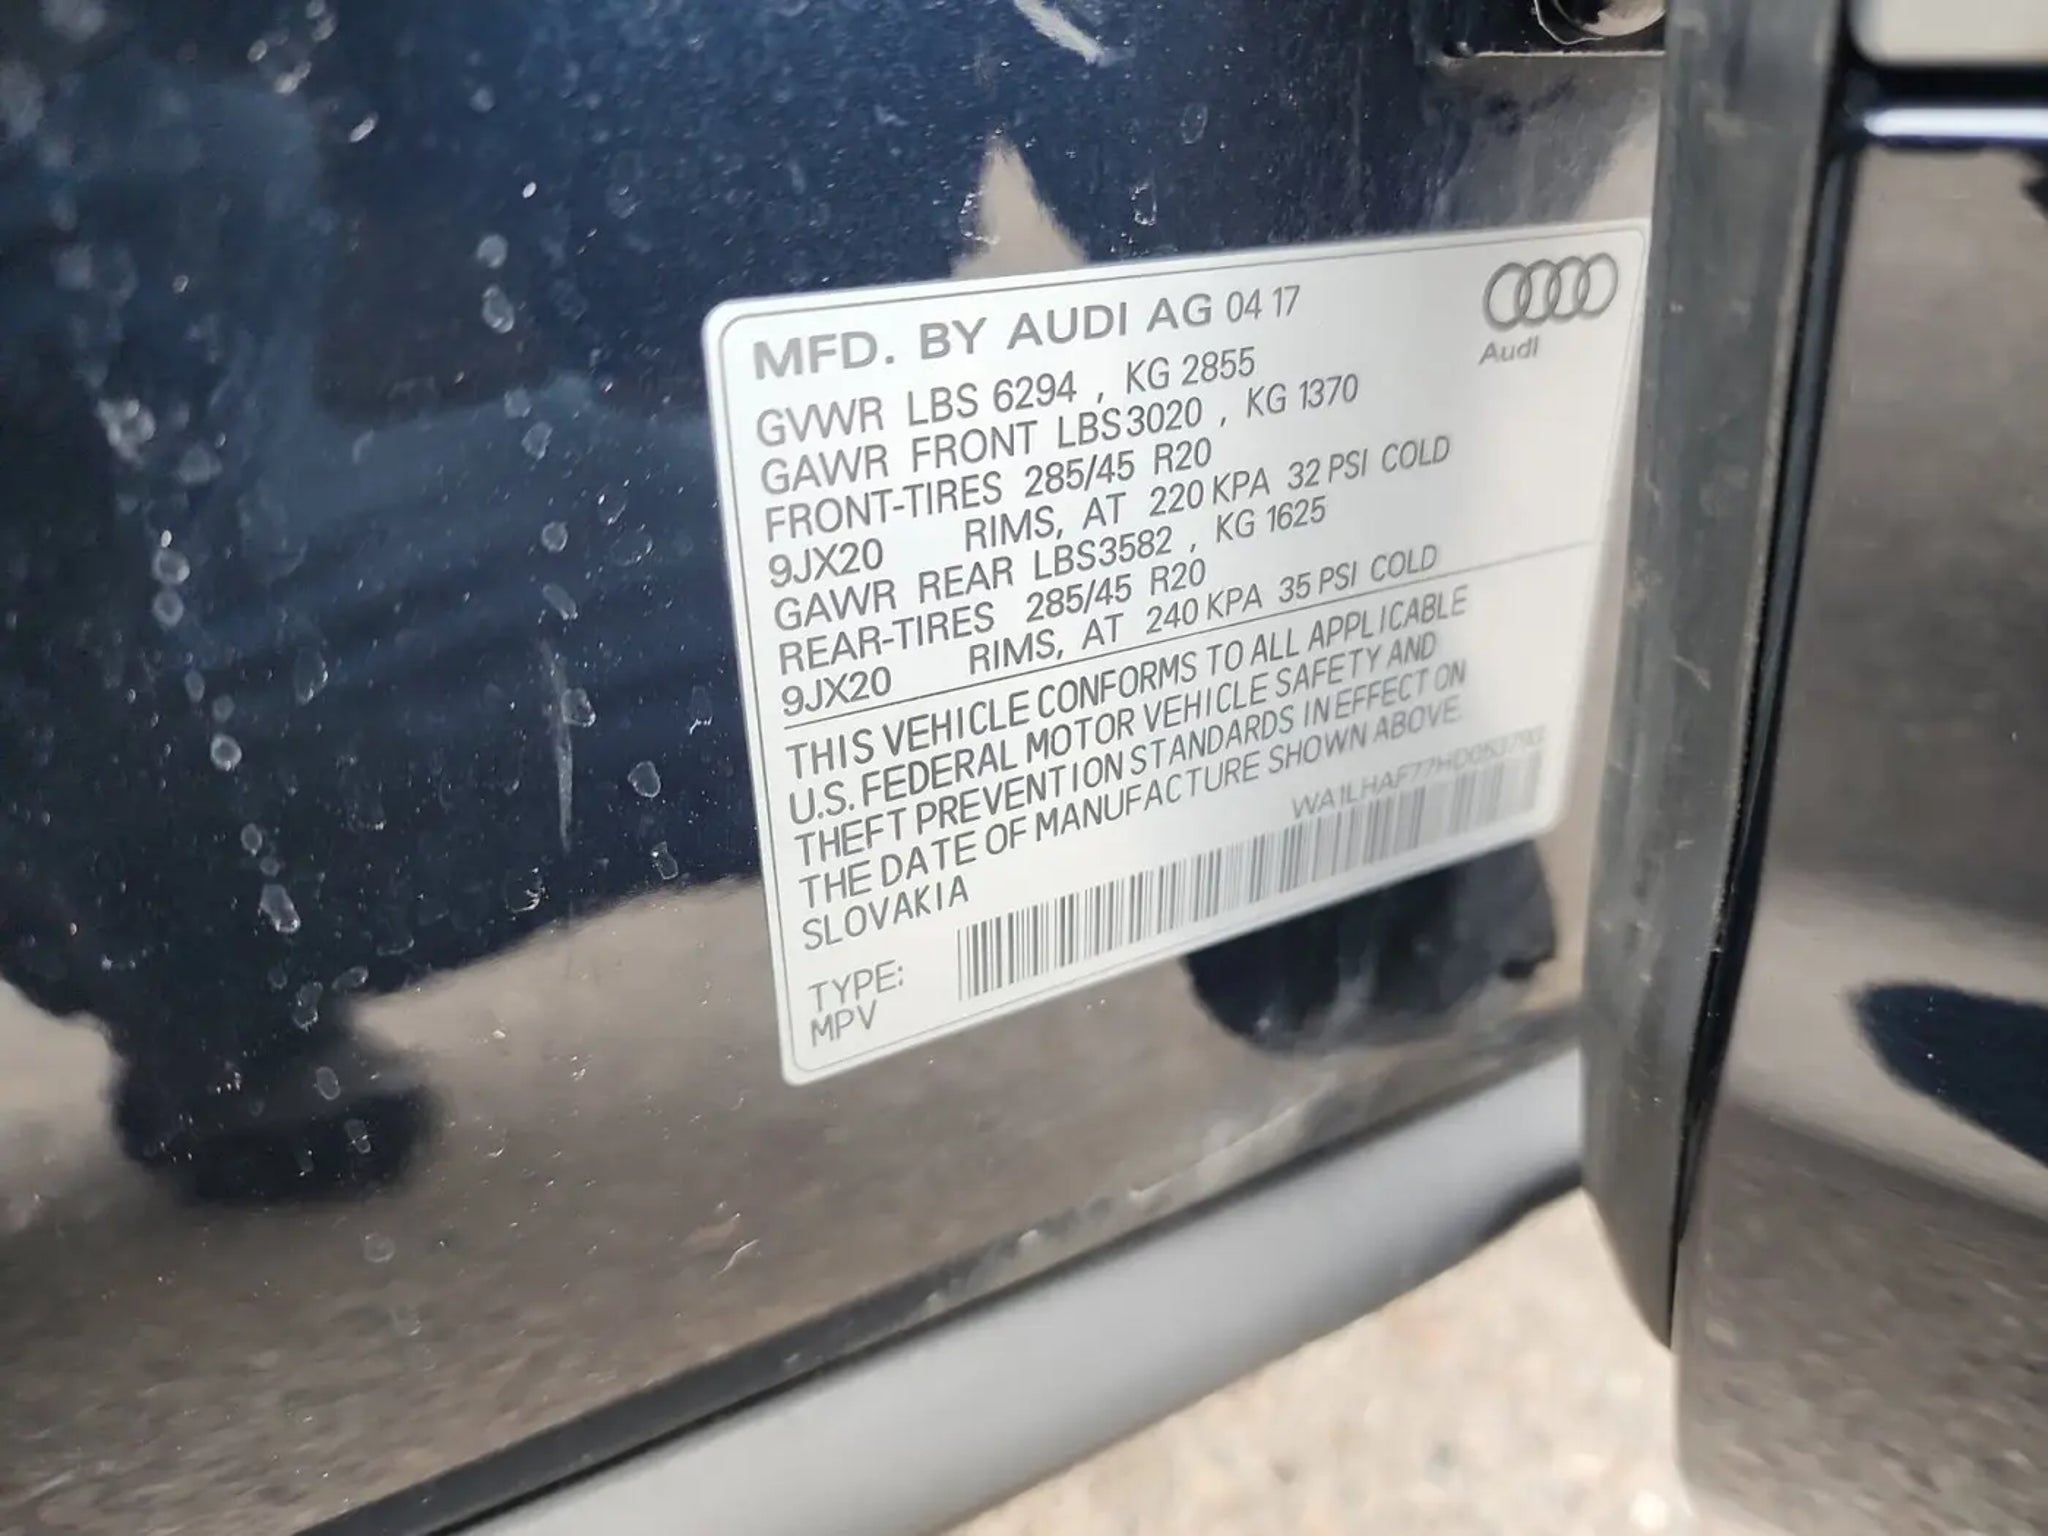 MFD. BY AUDI AG 04 17
Audi
GVWR LBS 6294 , KG 2855
GAWR FRONT LBS3020 , KG 1370
FRONT-TIRES 285/45 R20
9JX20 RIMS, AT 220 KPA 32 PSI COLD
GAWR REAR LBS3582 , KG 1625
REAR-TIRES 285/45 R20
9JX20 RIMS, AT 240 KPA 35 PSI COLD
THIS VEHICLE CONFORMS TO ALL APPLICABLE
U.S. FEDERAL MOTOR VEHICLE SAFETY AND
THEFT PREVENTION STANDARDS IN EFFECT ON
THE DATE OF MANUFACTURE SHOWN ABOVE.
SLOVAKIA
TYPE:
MPV